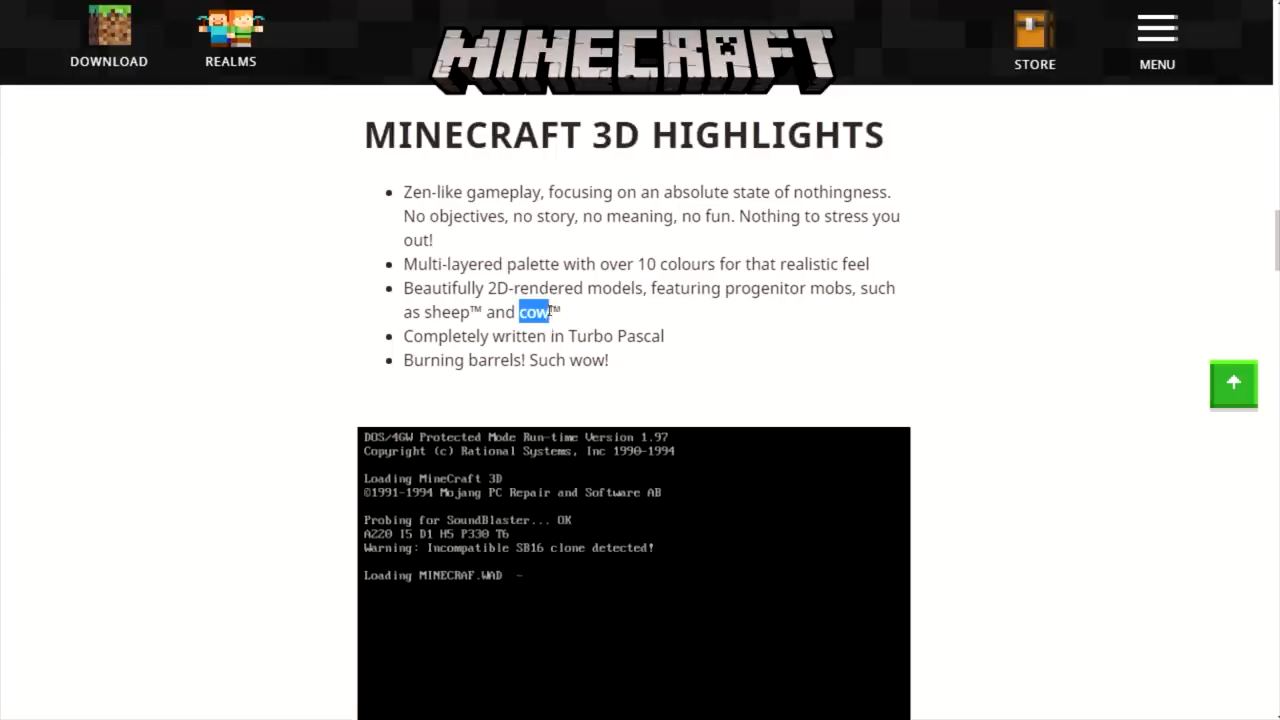 DOWNLOAD
REALMS
MINECRAFT
STORE
MENU
MINECRAFT 3D HIGHLIGHTS
Zen-like gameplay, focusing on an absolute state of nothingness.
No objectives, no story, no meaning, no fun. Nothing to stress you
out!
Multi-layered palette with over 10 colours for that realistic feel
Beautifully 2D-rendered models, featuring progenitor mobs, such
as sheep™ and cow™
Completely written in Turbo Pascal
Burning barrels! Such wow!
DOS/4GW Protected Mode Run-time Version 1.97
Copyright (c) Rational Systems, Inc 1990-1994
Loading MineCraft 3D
©1991-1994 Mojang PC Repair and Software AB
Probing for SoundBlaster... OK
A220 I5 D1 H5 P330 T6
Warning: Incompatible SB16 clone detected!
Loading MINECRAF.WAD ~